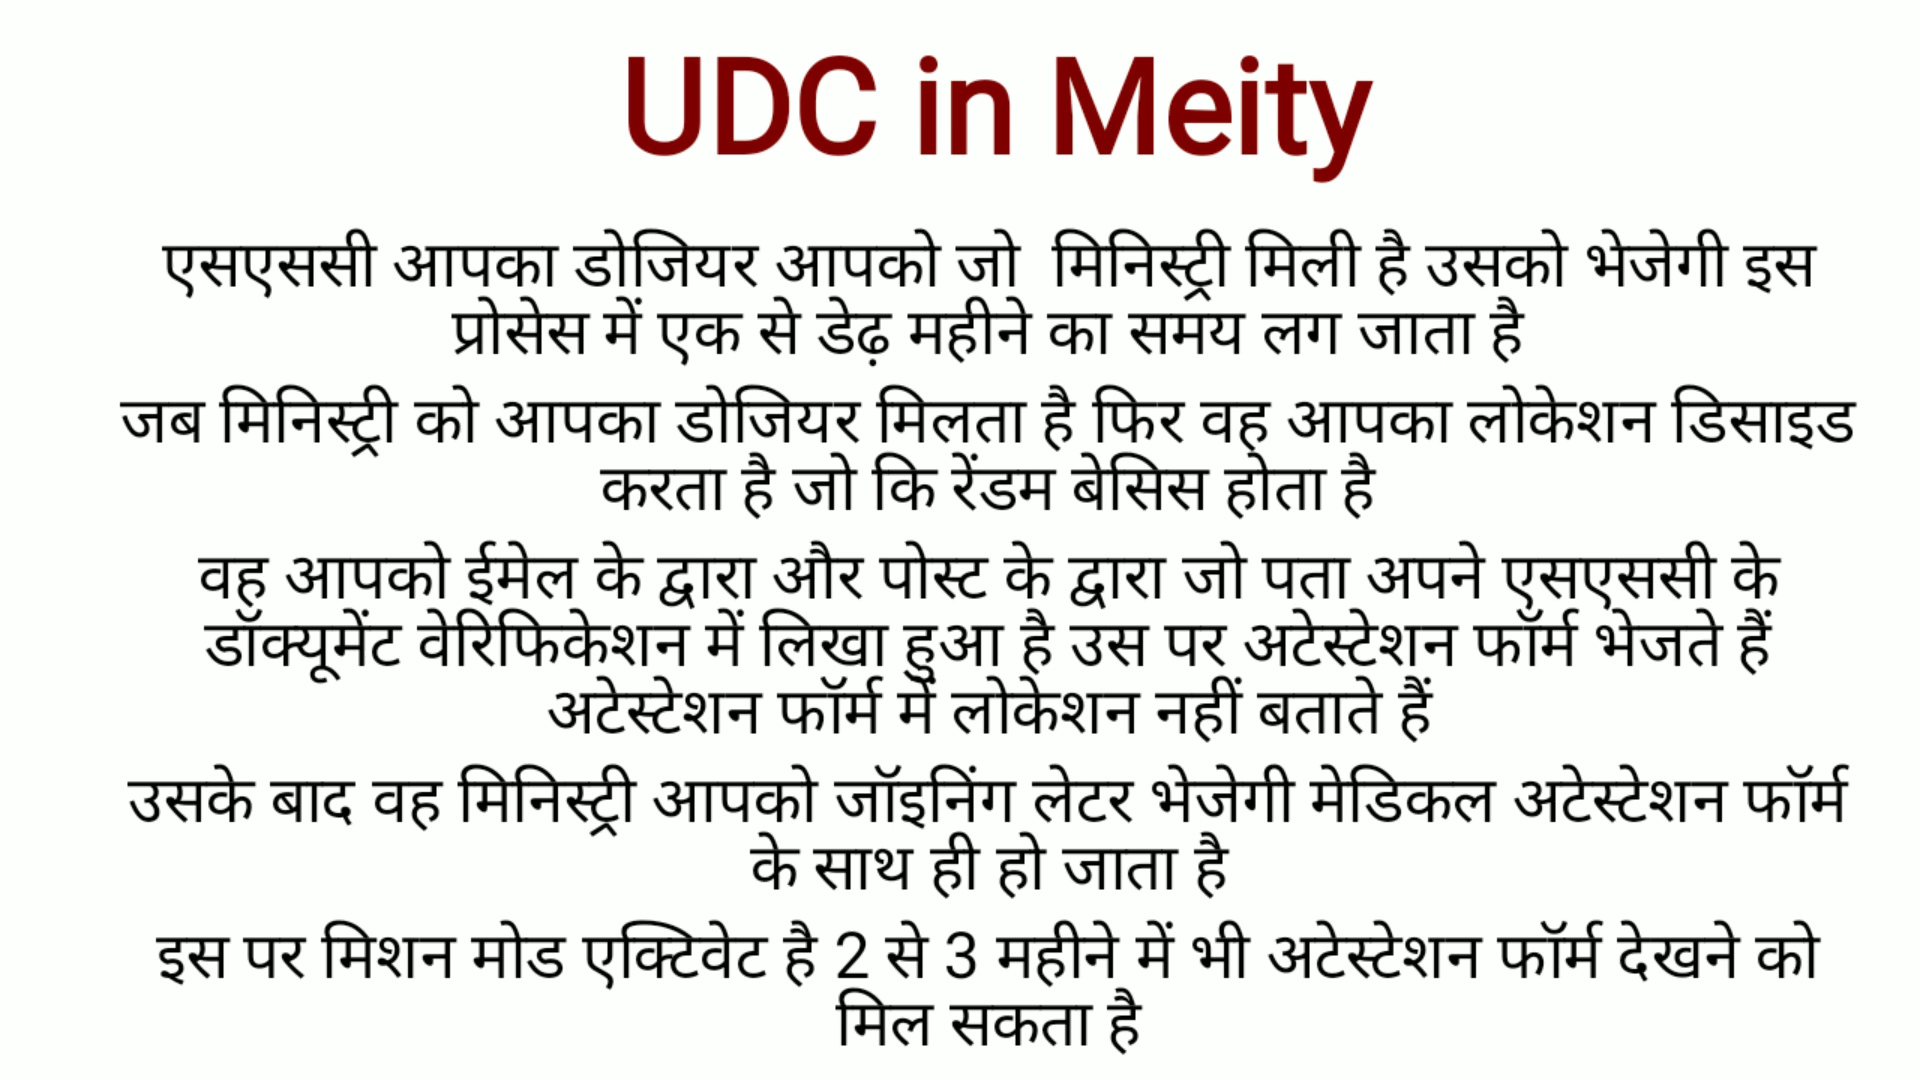 UDC in Meity
एसएससी आपका डोजियर आपको जो मिनिस्ट्री मिली है उसको भेजेगी इस
प्रोसेस में एक से डेढ़ महीने का समय लग जाता है
जब मिनिस्ट्री को आपका डोजियर मिलता है फिर वह आपका लोकेशन डिसाइड
करता है जो कि रेंडम बेसिस होता है
वह आपको ईमेल के द्वारा और पोस्ट के द्वारा जो पता अपने एसएससी के
डॉक्यूमेंट वेरिफिकेशन में लिखा हुआ है उस पर अटेस्टेशन फॉर्म भेजते हैं
अटेस्टेशन फॉर्म में लोकेशन नहीं बताते हैं
उसके बाद वह मिनिस्ट्री आपको जॉइनिंग लेटर भेजेगी मेडिकल अटेस्टेशन फॉर्म
के साथ ही हो जाता है
इस पर मिशन मोड एक्टिवेट है 2 से 3 महीने में भी अटेस्टेशन फॉर्म देखने को
मिल सकता है